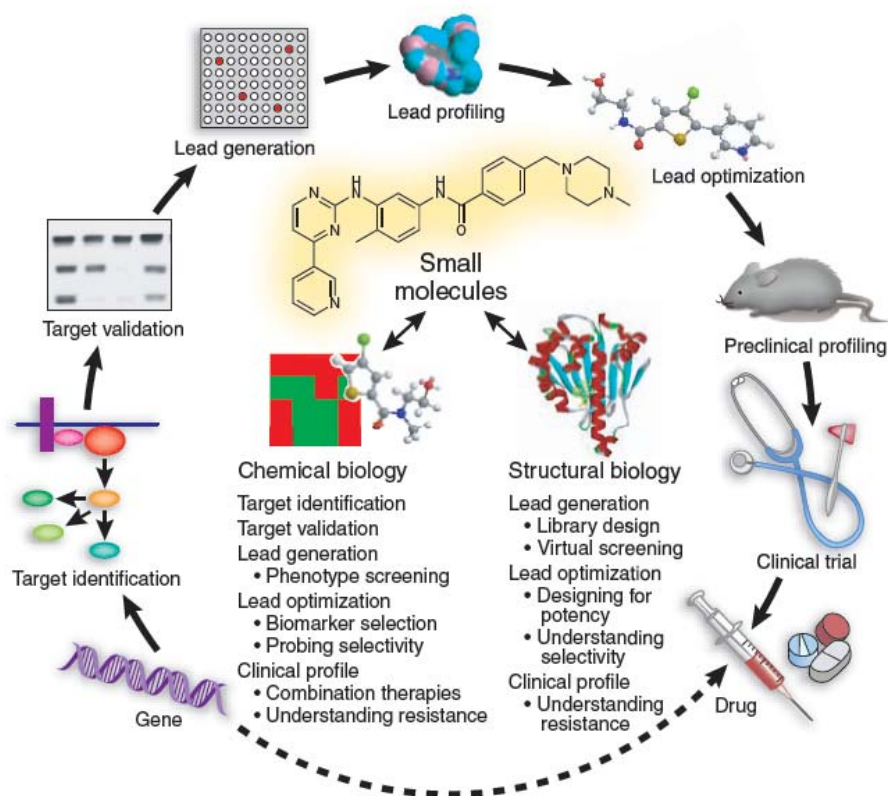 Lead generation
Lead profiling
Lead optimization
Target validation
Preclinical profiling
Target identification
Clinical trial
Gene
Drug
N
N
H
N
H
N
O
N
N
N
Small
molecules
Chemical biology
Target identification
Target validation
Lead generation
• Phenotype screening
Lead optimization
• Biomarker selection
• Probing selectivity
Clinical profile
• Combination therapies
• Understanding resistance
Structural biology
Lead generation
• Library design
• Virtual screening
Lead optimization
• Designing for
potency
• Understanding
selectivity
Clinical profile
• Understanding
resistance